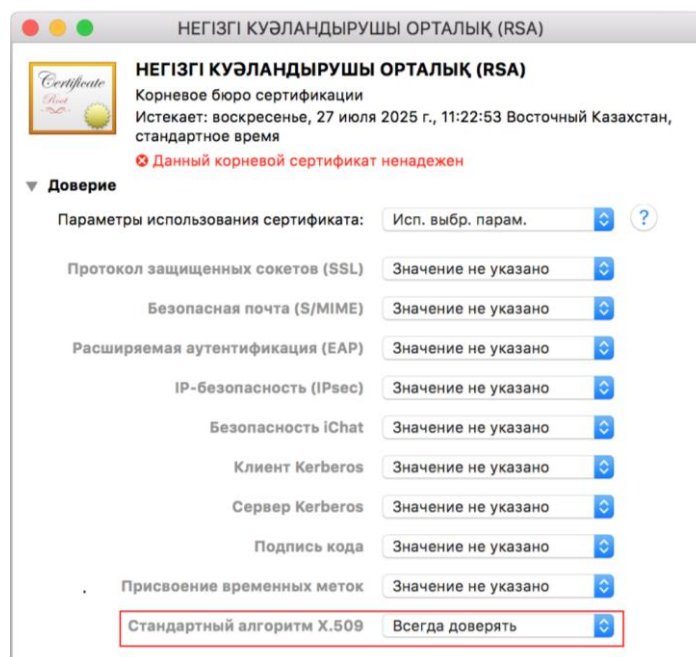 НЕГІЗГІ КУӘЛАНДЫРУШЫ ОРТАЛЫҚ (RSA)
Certificate
Root
НЕГІЗГІ КУӘЛАНДЫРУШЫ ОРТАЛЫҚ (RSA)
Корневое бюро сертификации
Истекает: воскресенье, 27 июля 2025 г., 11:22:53 Восточный Казахстан,
стандартное время
Данный корневой сертификат ненадежен
Доверие
Параметры использования сертификата: Исп. выбр. парам. ?
Протокол защищенных сокетов (SSL) Значение не указано
Безопасная почта (S/MIME) Значение не указано
Расширяемая аутентификация (EAP) Значение не указано
IP-безопасность (IPsec) Значение не указано
Безопасность iChat Значение не указано
Клиент Kerberos Значение не указано
Сервер Kerberos Значение не указано
Подпись кода Значение не указано
Присвоение временных меток Значение не указано
Стандартный алгоритм X.509 Всегда доверять